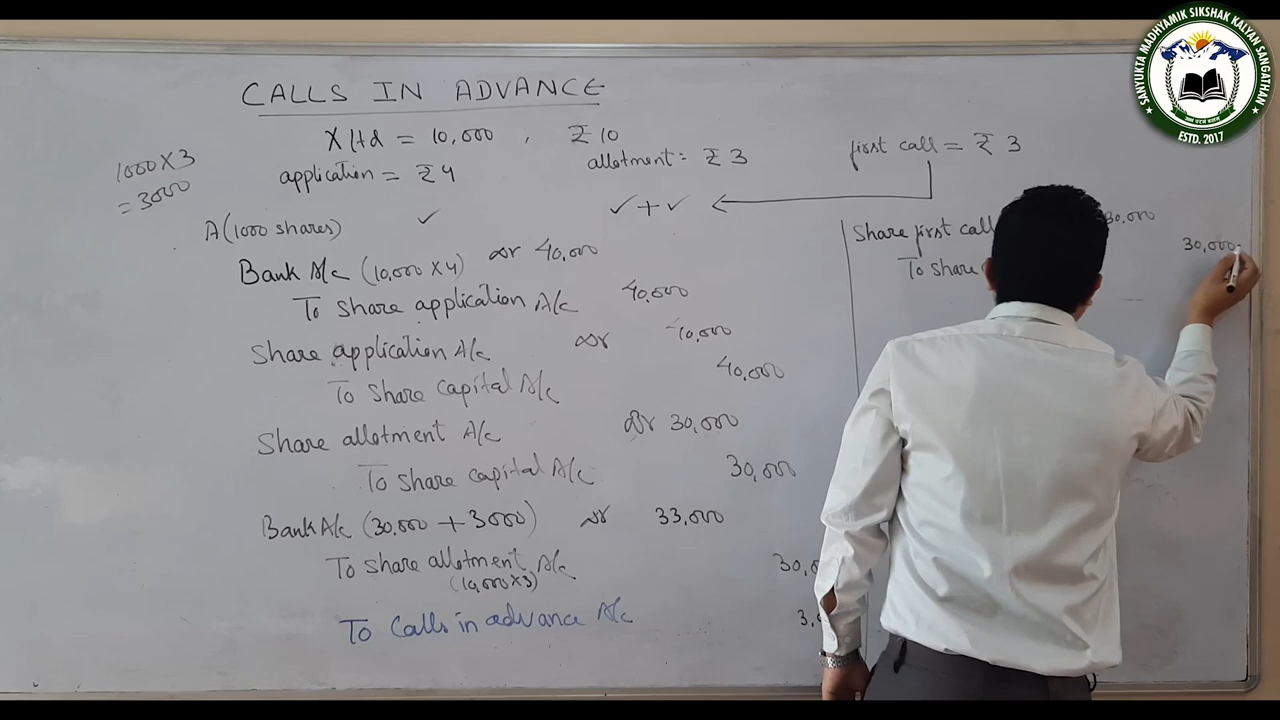 CALLS IN ADVANCE
X ltd = 10,000 , ₹ 10
application = ₹ 4
allotment = ₹ 3
first call = ₹ 3
1000 X 3
= 3000
A (1000 shares)
Bank A/c (10,000 X 4) dr 40,000
To share application A/c 40,000
Share application A/c dr 40,000
To share capital A/c 40,000
Share allotment A/c dr 30,000
To share capital A/c 30,000
Bank A/c (30,000 + 3000) dr 33,000
To share allotment A/c
(10,000 X 3)
To Calls in advance A/c
Share first call 30,000
To share 30,000
SANYUKTA MADHYAMIK SIKSHAK KALYAN SANGATHAN
ESTD. 2017